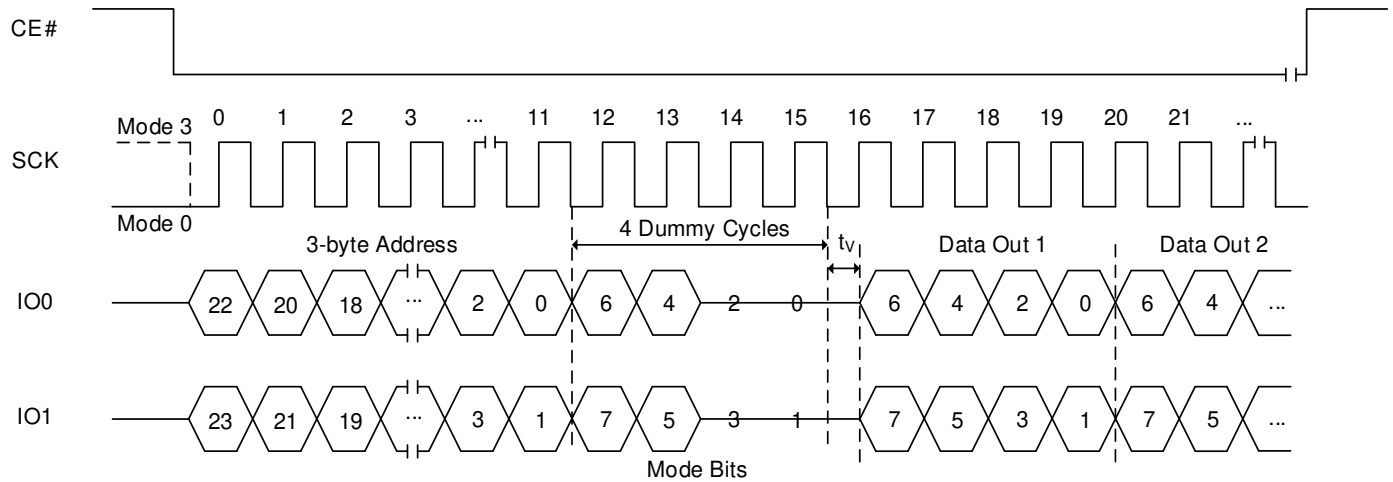 CE#
0 1 2 3 ... 11 12 13 14 15 16 17 18 19 20 21 ...
Mode 3
SCK
Mode 0
3-byte Address 4 Dummy Cycles tV Data Out 1 Data Out 2
IO0 22 20 18 ... 2 0 6 4 2 0 6 4 2 0 6 4 ...
IO1 23 21 19 ... 3 1 7 5 3 1 7 5 3 1 7 5 ...
Mode Bits